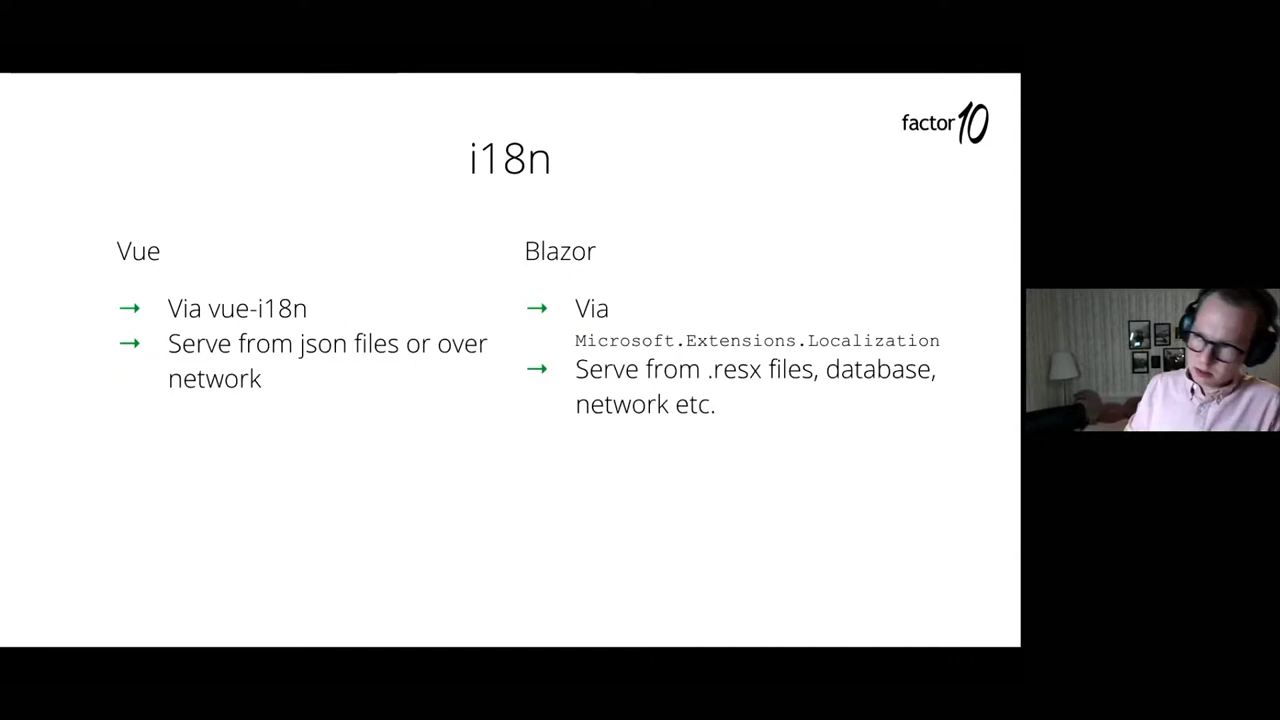 factor10
i18n
Vue
→ Via vue-i18n
→ Serve from json files or over
network
Blazor
→ Via
Microsoft.Extensions.Localization
→ Serve from .resx files, database,
network etc.